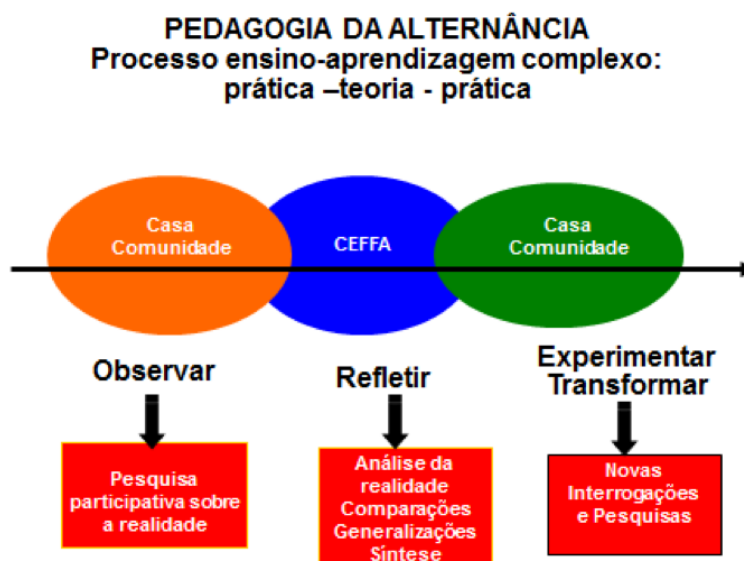 PEDAGOGIA DA ALTERNÂNCIA
Processo ensino-aprendizagem complexo:
prática –teoria - prática
Casa
Comunidade
CEFFA
Casa
Comunidade
Observar
Refletir
Experimentar
Transformar
Pesquisa
participativa sobre
a realidade
Análise da
realidade
Comparações
Generalizações
Síntese
Novas
Interrogações
e Pesquisas